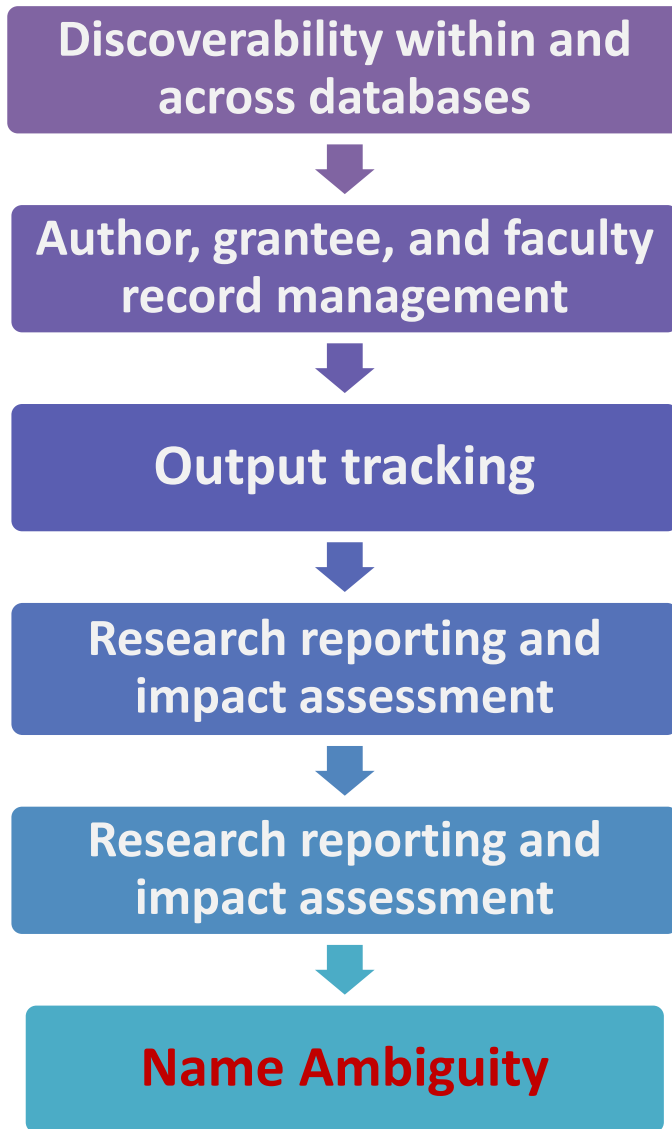 Discoverability within and
across databases
Author, grantee, and faculty
record management
Output tracking
Research reporting and
impact assessment
Research reporting and
impact assessment
Name Ambiguity